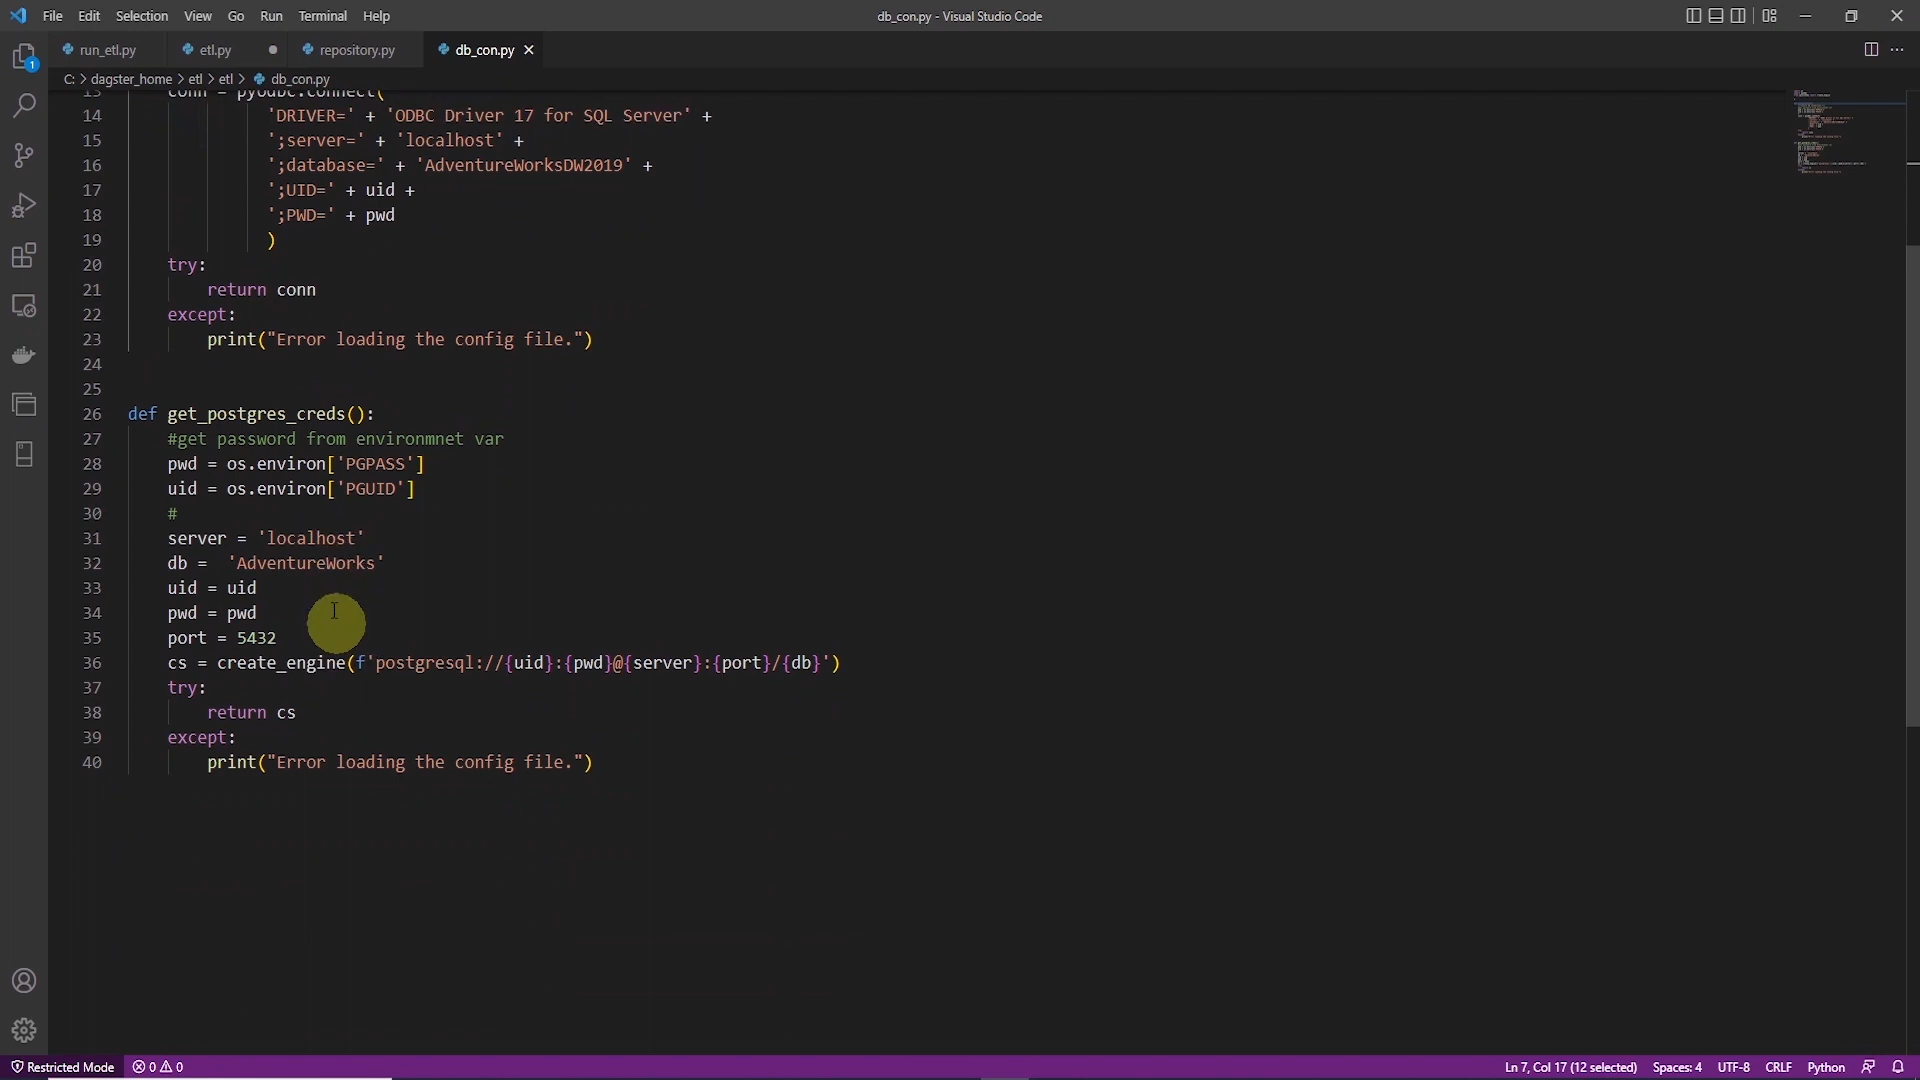 File Edit Selection View Go Run Terminal Help
db_con.py - Visual Studio Code
run_etl.py etl.py repository.py db_con.py
C: > dagster_home > etl > etl > db_con.py
13 conn = pyodbc.connect(
14 'DRIVER=' + 'ODBC Driver 17 for SQL Server' +
15 ';server=' + 'localhost' +
16 ';database=' + 'AdventureWorksDW2019' +
17 ';UID=' + uid +
18 ';PWD=' + pwd
19 )
20 try:
21 return conn
22 except:
23 print("Error loading the config file.")
24
25
26 def get_postgres_creds():
27 #get password from environmnet var
28 pwd = os.environ['PGPASS']
29 uid = os.environ['PGUID']
30 #
31 server = 'localhost'
32 db =  'AdventureWorks'
33 uid = uid
34 pwd = pwd
35 port = 5432
36 cs = create_engine(f'postgresql://{uid}:{pwd}@{server}:{port}/{db}')
37 try:
38 return cs
39 except:
40 print("Error loading the config file.")
1
Restricted Mode 0 0 Ln 7, Col 17 (12 selected) Spaces: 4 UTF-8 CRLF Python